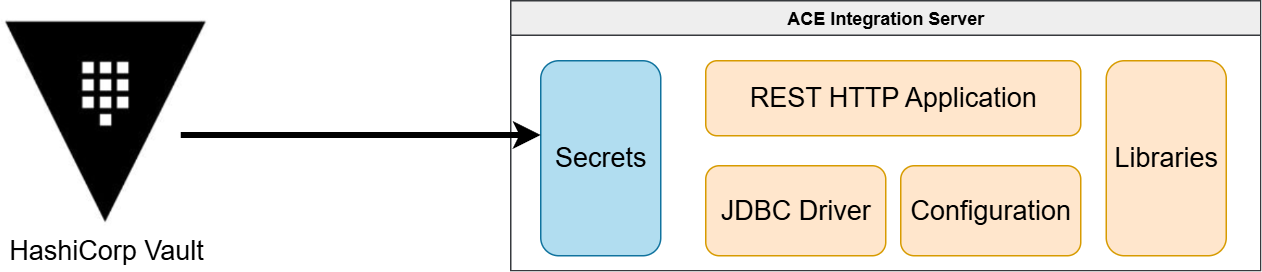 ACE Integration Server
REST HTTP Application
Secrets
Libraries
JDBC Driver
Configuration
HashiCorp Vault